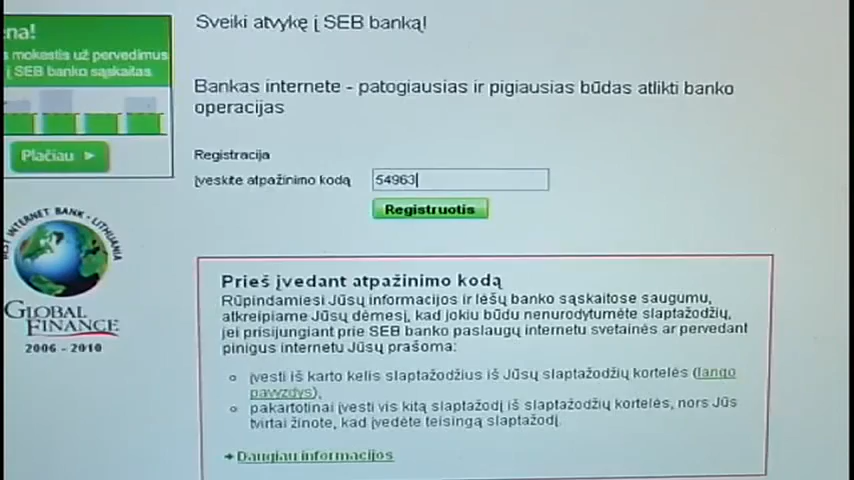 Sveiki atvykę į SEB banką!
na!
s mokestis už pervedimus
į SEB banko sąskaitas.
Plačiau
Bankas internete - patogiausias ir pigiausias būdas atlikti banko
operacijas
Registracija
Įveskite atpažinimo kodą
54963
Registruotis
BEST INTERNET BANK - LITHUANIA
GLOBAL
FINANCE
2006 - 2010
Prieš įvedant atpažinimo kodą
Rūpindamiesi Jūsų informacijos ir lėšų banko sąskaitose saugumu,
atkreipiame Jūsų dėmesį, kad jokiu būdu nenurodytumėte slaptažodžių,
jei prisijungiant prie SEB banko paslaugų internetu svetainės ar pervedant
pinigus internetu Jūsų prašoma:
įvesti iš karto kelis slaptažodžius iš Jūsų slaptažodžių kortelės (lango
pavyzdys),
pakartotinai įvesti vis kitą slaptažodį iš slaptažodžių kortelės, nors Jūs
tvirtai žinote, kad įvedėte teisingą slaptažodį.
Daugiau informacijos